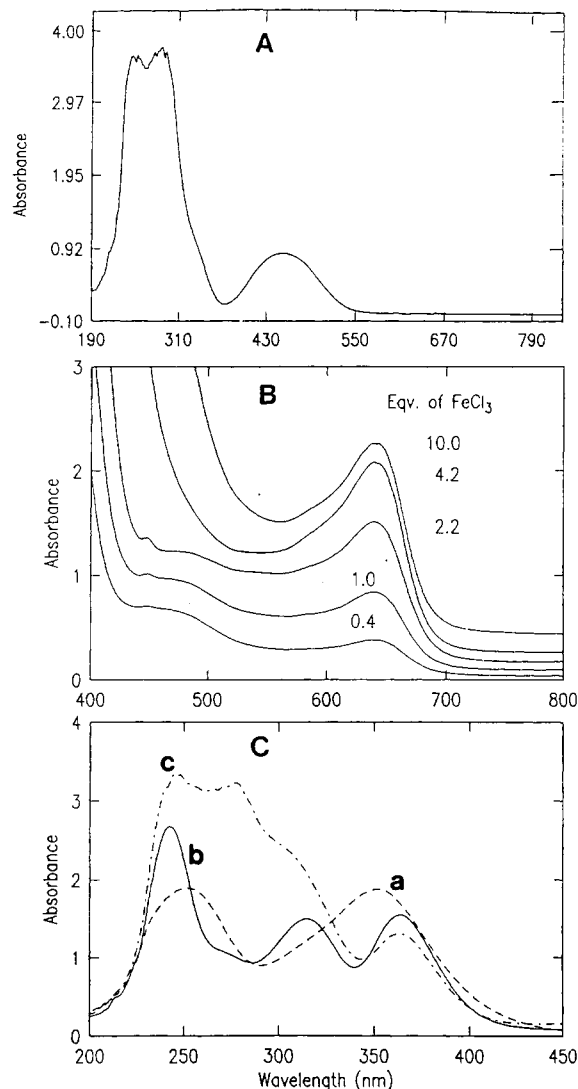 A
4.00
2.97
1.95
0.92
-0.10
Absorbance
190 310 430 550 670 790
B
Eqv. of FeCl₃
10.0
4.2
2.2
1.0
0.4
3
2
1
0
Absorbance
400 500 600 700 800
C
c
b
a
4
3
2
1
0
Absorbance
200 250 300 350 400 450
Wavelength (nm)